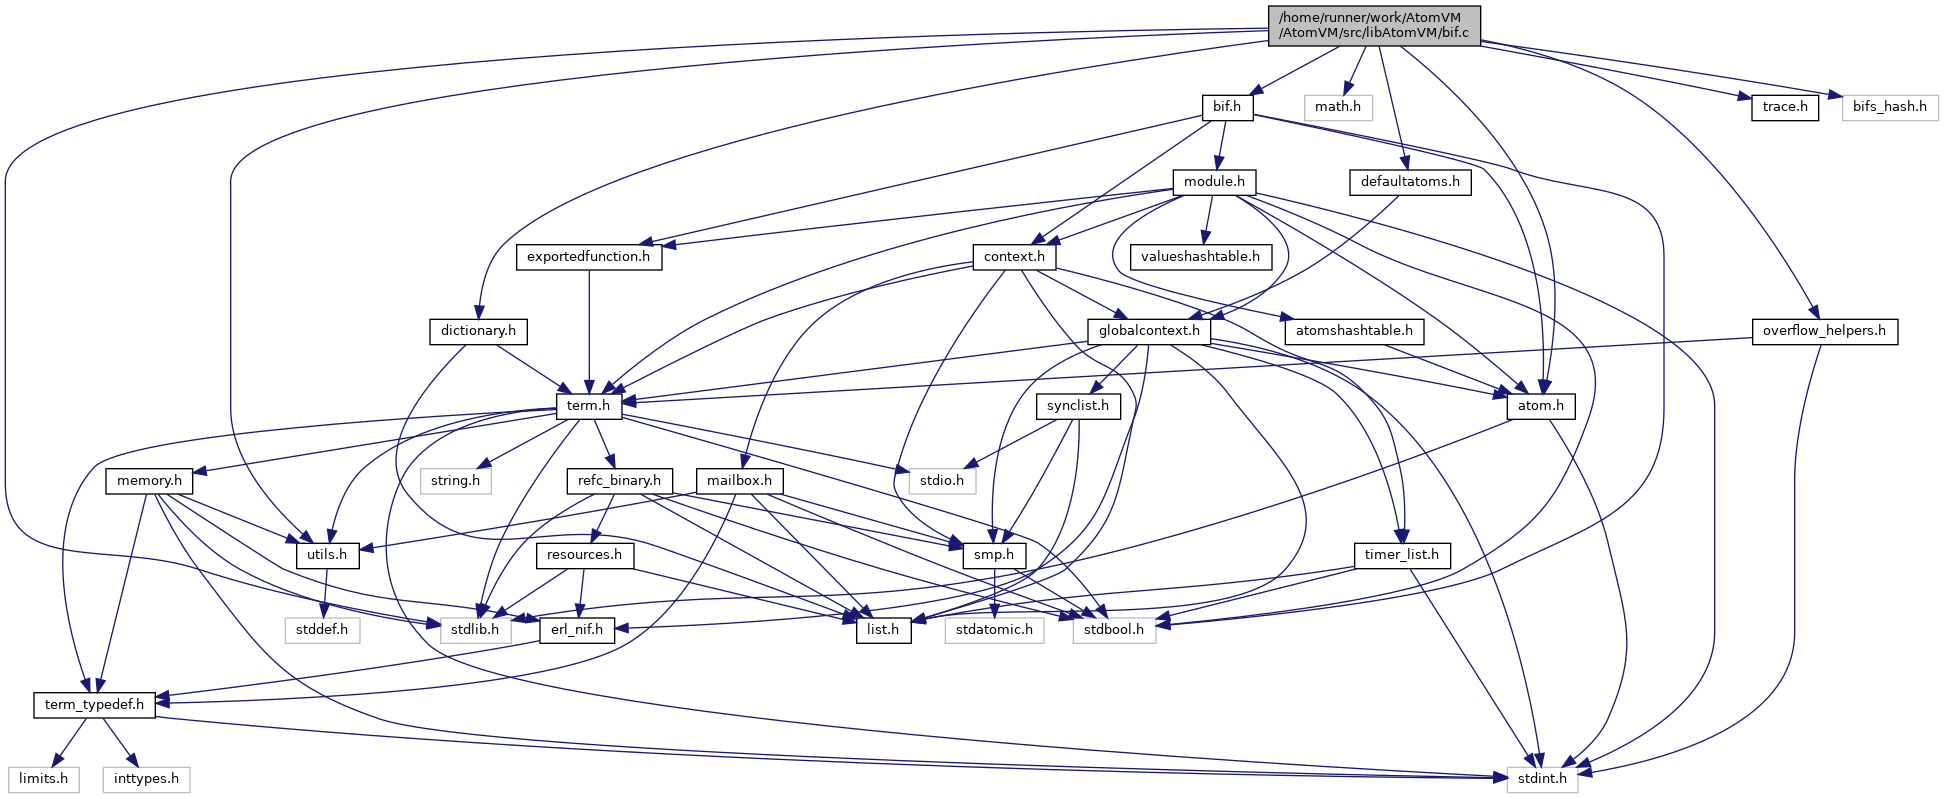 /home/runner/work/AtomVM
/AtomVM/src/libAtomVM/bif.c
bif.h
math.h
trace.h
bifs_hash.h
module.h
defaultatoms.h
exportedfunction.h
context.h
valueshashtable.h
dictionary.h
globalcontext.h
atomshashtable.h
overflow_helpers.h
term.h
synclist.h
atom.h
memory.h
string.h
refc_binary.h
mailbox.h
stdio.h
utils.h
resources.h
smp.h
timer_list.h
stddef.h
stdlib.h
erl_nif.h
list.h
stdatomic.h
stdbool.h
term_typedef.h
limits.h
inttypes.h
stdint.h